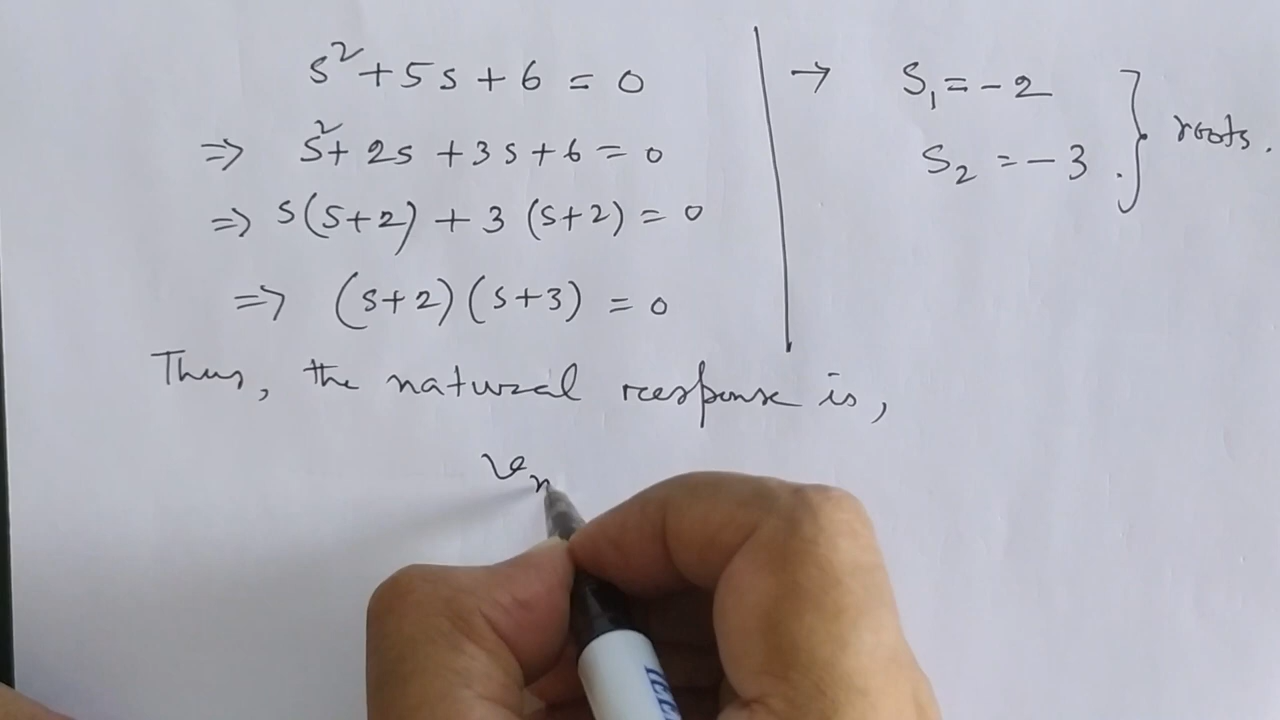 s²+5s+6=0
⇒ s²+2s+3s+6=0
⇒ s(s+2)+3(s+2)=0
⇒ (s+2)(s+3)=0
→ S₁=-2
S₂=-3
} roots.
Thus, the natural response is,
vₙ